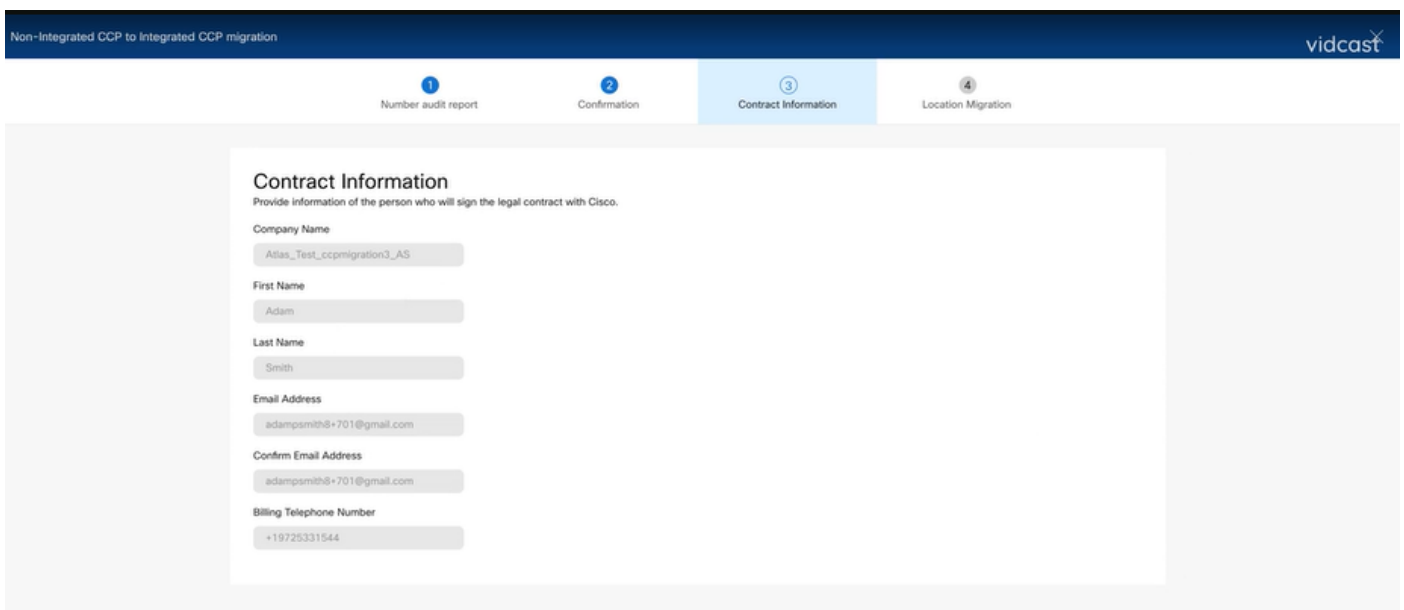 Non-Integrated CCP to Integrated CCP migration
vidcast
1
Number audit report
2
Confirmation
3
Contract Information
4
Location Migration
Contract Information
Provide information of the person who will sign the legal contract with Cisco.
Company Name
Atlas_Test_ccpmigration3_AS
First Name
Adam
Last Name
Smith
Email Address
adampsmith8+701@gmail.com
Confirm Email Address
adampsmith8+701@gmail.com
Billing Telephone Number
+19725331544